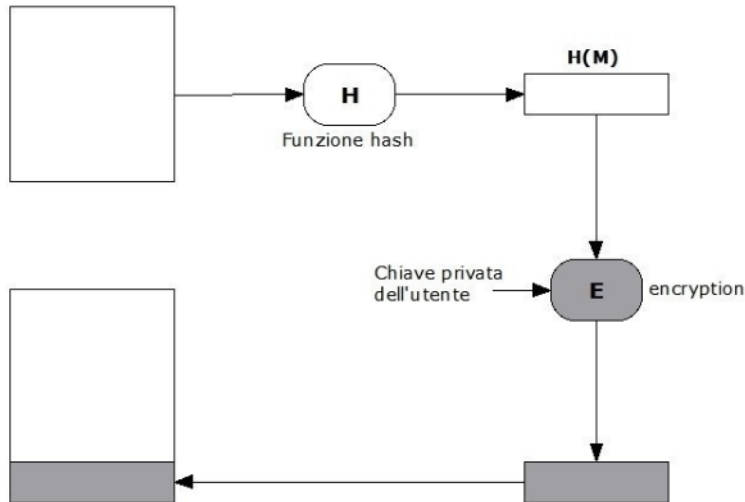 H(M)
H
Funzione hash
Chiave privata
dell'utente
E
encryption